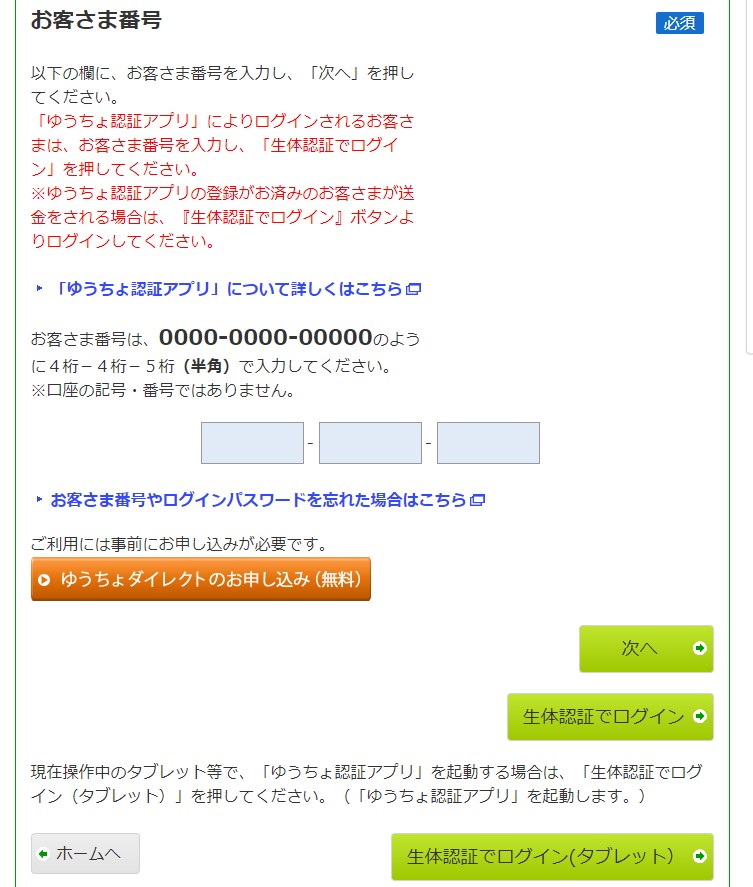 お客さま番号
必須
以下の欄に、お客さま番号を入力し、「次へ」を押し
てください。
「ゆうちょ認証アプリ」によりログインされるお客さ
まは、お客さま番号を入力し、「生体認証でログイ
ン」を押してください。
※ゆうちょ認証アプリの登録がお済みのお客さまが送
金をされる場合は、『生体認証でログイン』ボタンよ
りログインしてください。
「ゆうちょ認証アプリ」について詳しくはこちら
お客さま番号は、0000-0000-00000のよう
に４桁－４桁－５桁（半角）で入力してください。
※口座の記号・番号ではありません。
- -
お客さま番号やログインパスワードを忘れた場合はこちら
ご利用には事前にお申し込みが必要です。
ゆうちょダイレクトのお申し込み（無料）
次へ
生体認証でログイン
現在操作中のタブレット等で、「ゆうちょ認証アプリ」を起動する場合は、「生体認証でログ
イン（タブレット）」を押してください。（「ゆうちょ認証アプリ」を起動します。）
ホームへ
生体認証でログイン(タブレット）